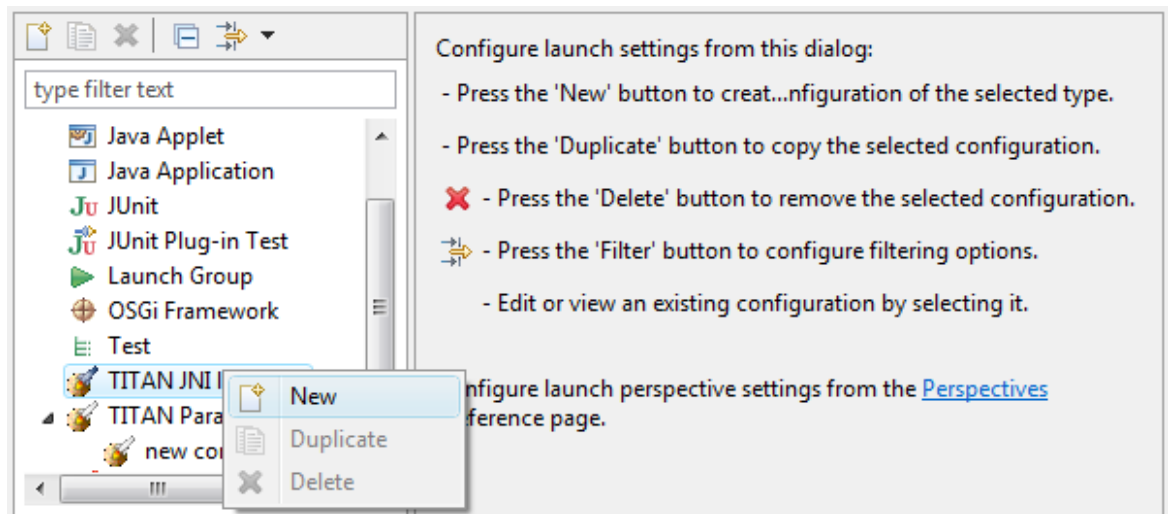 type filter text
Java Applet
Java Application
JUnit
JUnit Plug-in Test
Launch Group
OSGi Framework
Test
TITAN JNI
TITAN Para
new co
New
Duplicate
Delete
Configure launch settings from this dialog:
- Press the 'New' button to creat...nfiguration of the selected type.
- Press the 'Duplicate' button to copy the selected configuration.
- Press the 'Delete' button to remove the selected configuration.
- Press the 'Filter' button to configure filtering options.
- Edit or view an existing configuration by selecting it.
nfigure launch perspective settings from the Perspectives
ference page.